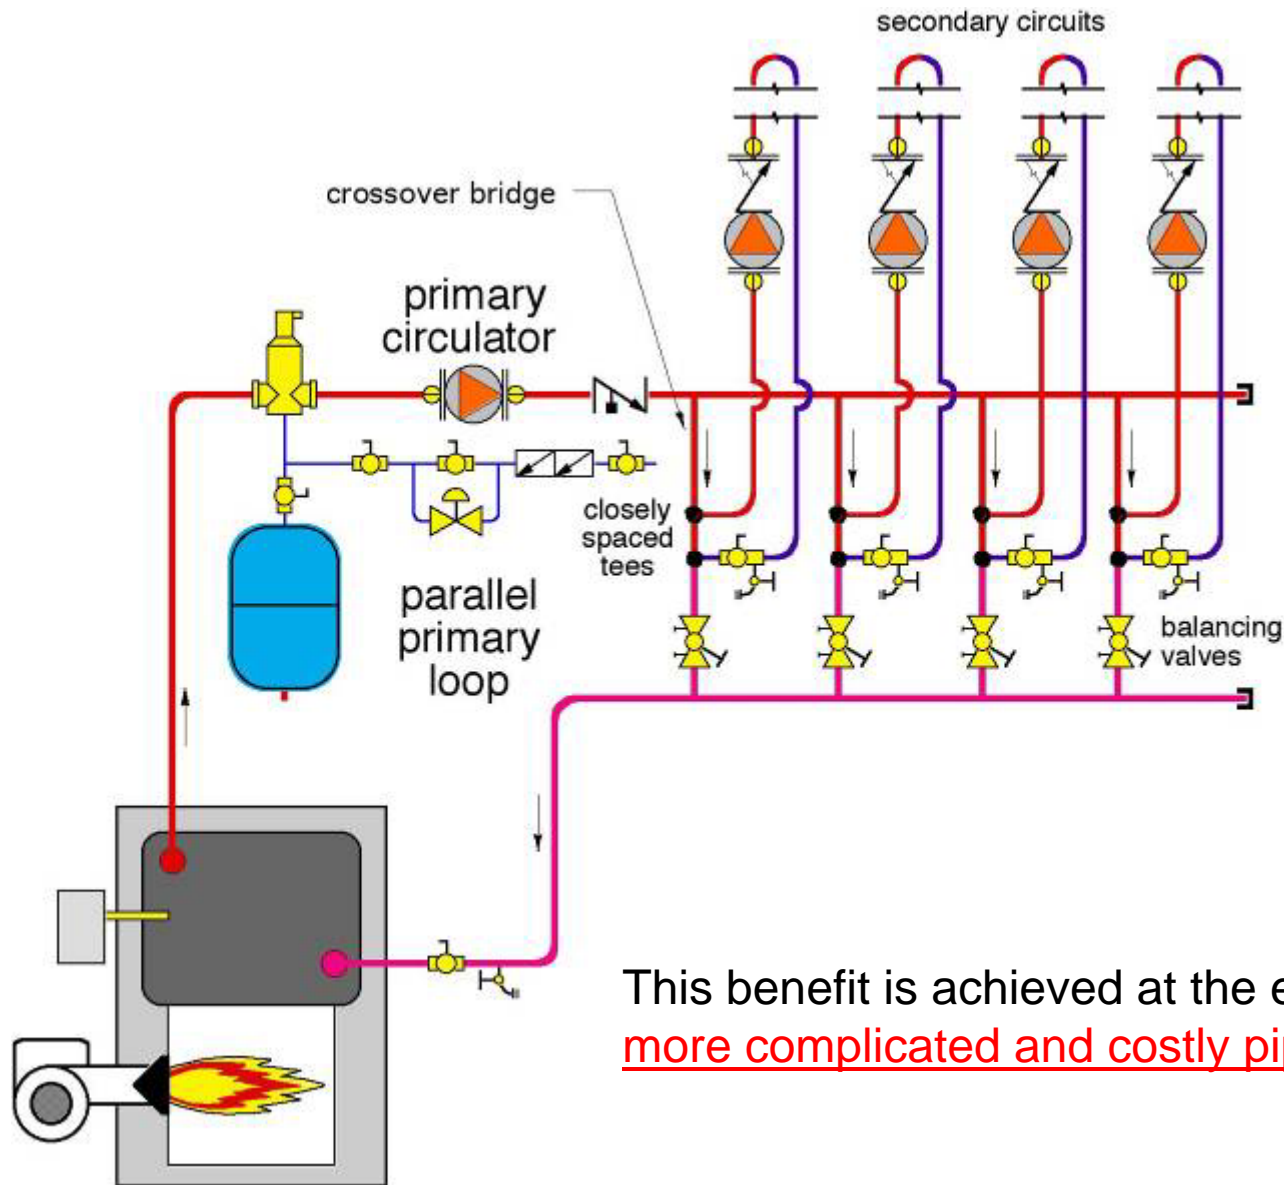 secondary circuits
crossover bridge
primary
circulator
closely
spaced
tees
parallel
primary
loop
balancing
valves
This benefit is achieved at the
more complicated and costly